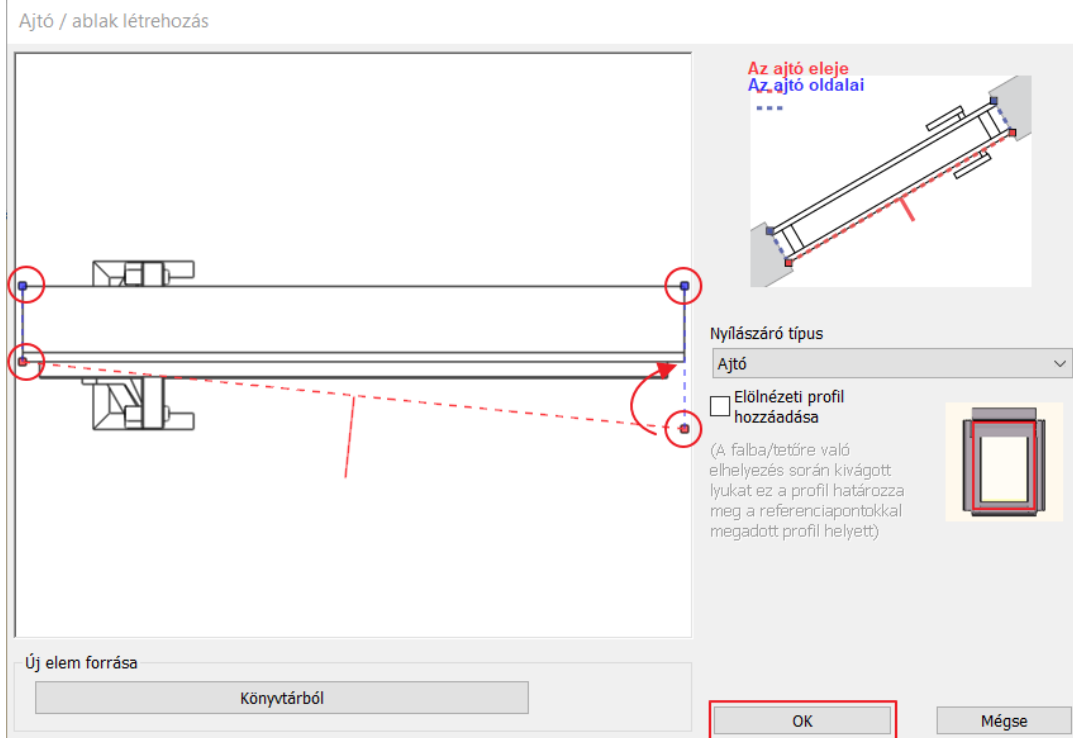 Ajtó / ablak létrehozás
Az ajtó eleje
Az ajtó oldalai
Nyílászáró típus
Ajtó
Elölnézeti profil
hozzáadása
(A falba/tetőre való
elhelyezés során kivágott
lyukat ez a profil határozza
meg a referenciapontokkal
megadott profil helyett)
Új elem forrása
Könyvtárból
OK
Mégse